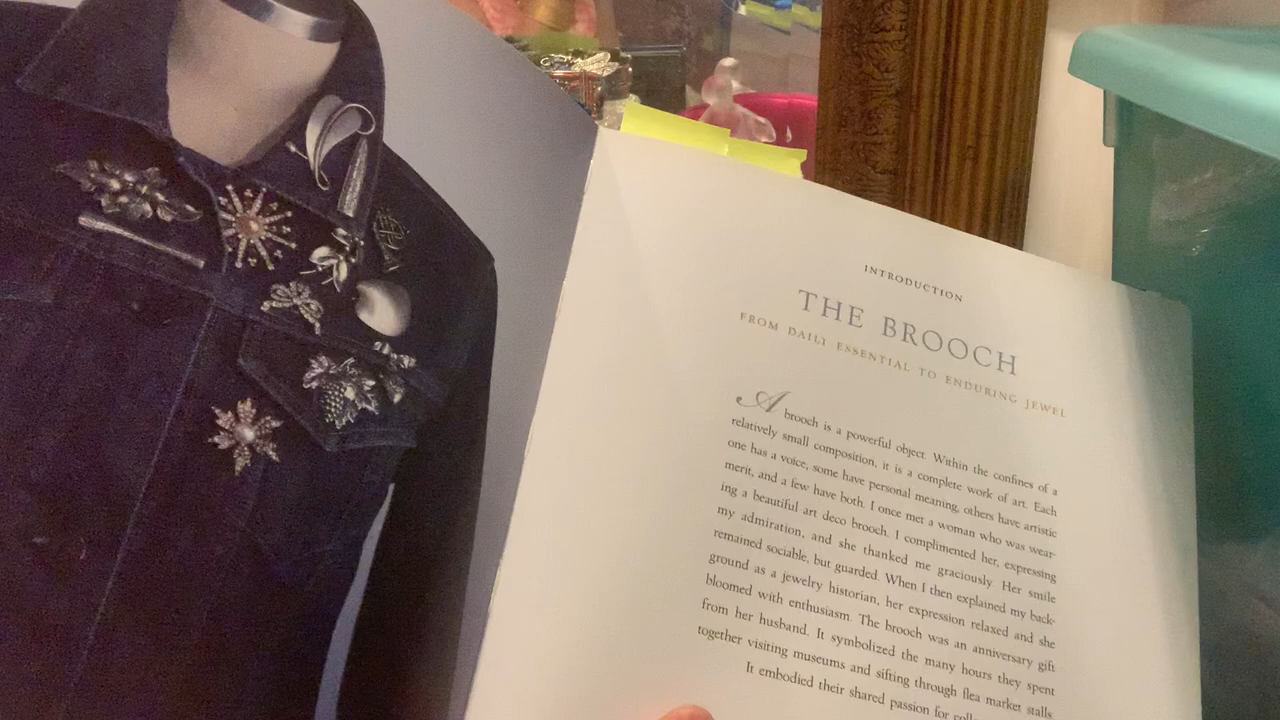 INTRODUCTION
THE BROOCH
FROM DAILY ESSENTIAL TO ENDURING JEWEL
A brooch is a powerful object. Within the confines of a
relatively small composition, it is a complete work of art. Each
one has a voice, some have personal meaning, others have artistic
merit, and a few have both. I once met a woman who was wear-
ing a beautiful art deco brooch. I complimented her, expressing
my admiration, and she thanked me graciously. Her smile
remained sociable, but guarded. When I then explained my back-
ground as a jewelry historian, her expression relaxed and she
bloomed with enthusiasm. The brooch was an anniversary gift
from her husband. It symbolized the many hours they spent
together visiting museums and sifting through flea market stalls.
It embodied their shared passion for